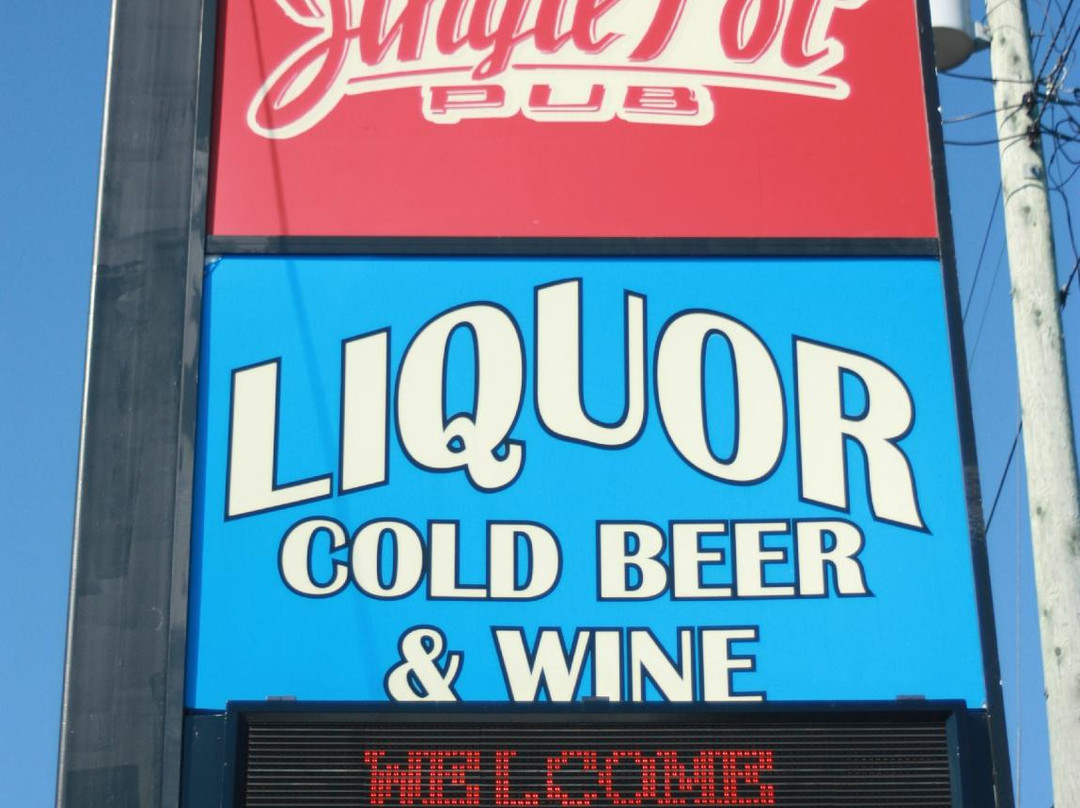 Jingle Pot
PUB
LIQUOR
COLD BEER
& WINE
WELCOME